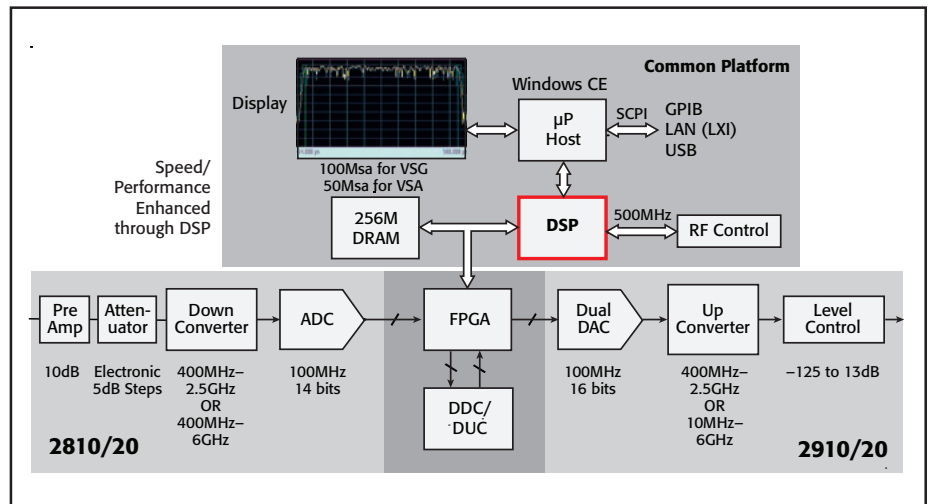 Common Platform
Windows CE
Display
µP
Host
SCPI
GPIB
LAN (LXI)
USB
100Msa for VSG
50Msa for VSA
Speed/
Performance
Enhanced
through DSP
256M
DRAM
DSP
500MHz
RF Control
Pre
Amp
Atten-
uator
Down
Converter
ADC
FPGA
Dual
DAC
Up
Converter
Level
Control
10dB
Electronic
5dB Steps
400MHz–
2.5GHz
OR
400MHz–
6GHz
100MHz
14 bits
DDC/
DUC
100MHz
16 bits
400MHz–
2.5GHz
OR
10MHz–
6GHz
–125 to 13dB
2810/20
2910/20